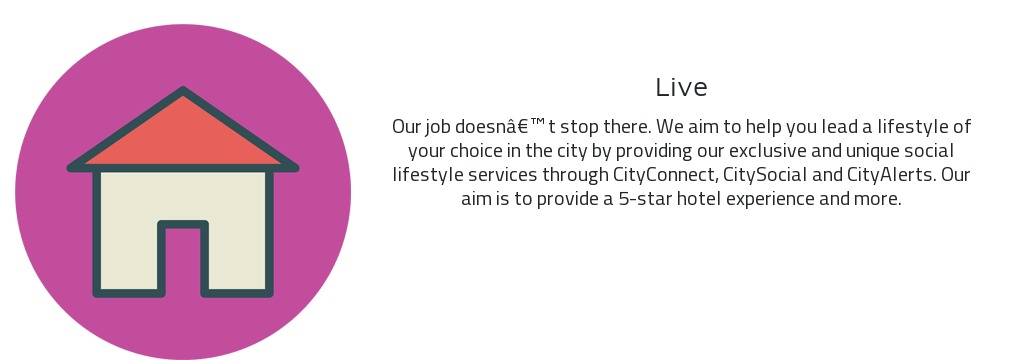 Live
Our job doesnâ€™t stop there. We aim to help you lead a lifestyle of
your choice in the city by providing our exclusive and unique social
lifestyle services through CityConnect, CitySocial and CityAlerts. Our
aim is to provide a 5-star hotel experience and more.